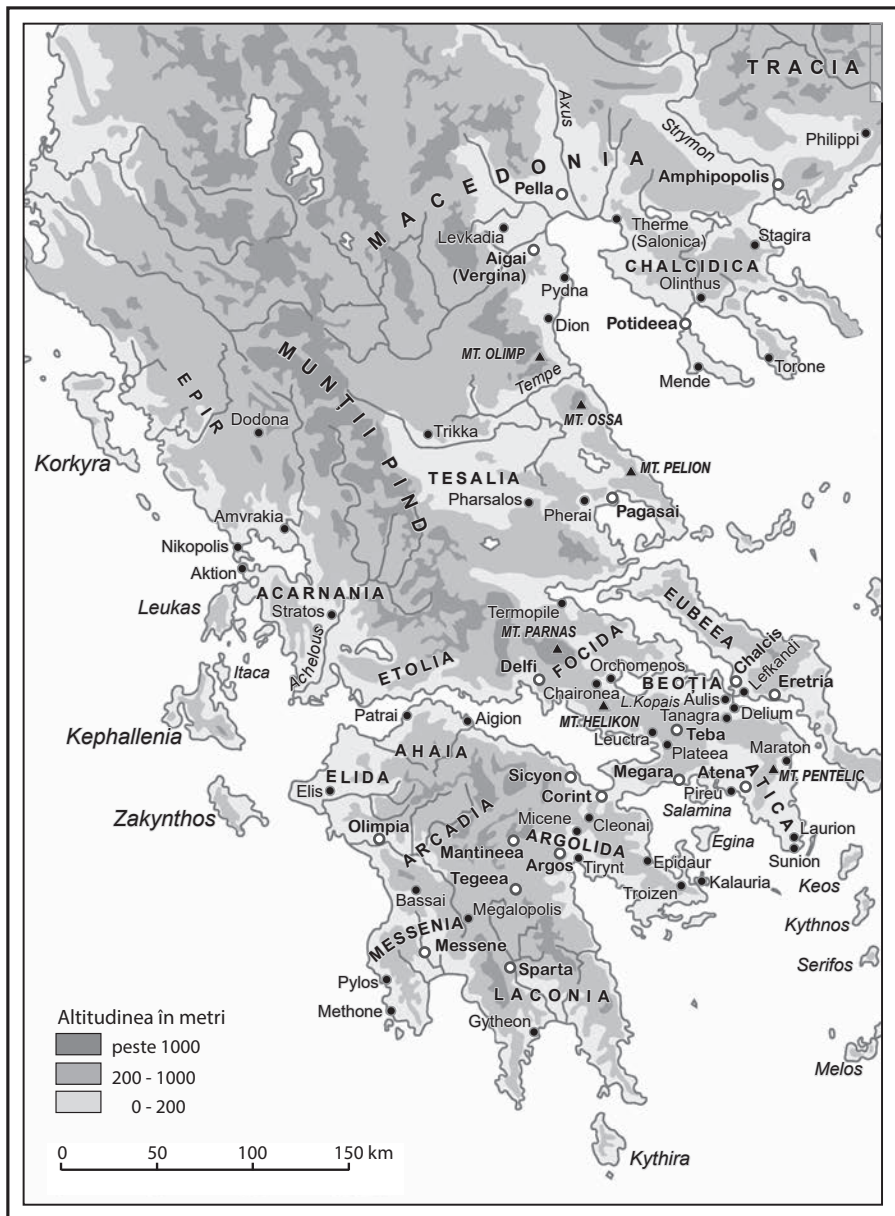 TRACIA
Axus
Strymon
Philippi
MACEDONIA
Pella
Amphipopolis
Levkadia
Therme
(Salonica)
Stagira
Aigai
(Vergina)
CHALCIDICA
Olinthus
Pydna
Dion
Potideea
MT. OLIMP
Tempe
Mende
Torone
MUNȚII PIND
EPIR
Dodona
Trikka
MT. OSSA
Korkyra
MT. PELION
TESALIA
Pharsalos
Pherai
Pagasai
Amvrakia
Nikopolis
Aktion
ACARNANIA
Leukas
Stratos
Termopile
EUBEEA
MT. PARNAS
FOCIDA
Itaca
Achelous
ETOLIA
Delfi
Orchomenos
Chalcis
Lefkandi
BEOȚIA
Eretria
Chaironea
L.Kopais
Aulis
MT. HELIKON
Tanagra
Delium
Kephallenia
Patrai
Aigion
Leuctra
Teba
Plateea
Maraton
AHAIA
ELIDA
Sicyon
Megara
Atena
MT. PENTELIC
Elis
Corint
Pireu
ATICA
Salamina
Zakynthos
ARCADIA
Micene
Cleonai
Olimpia
ARGOLIDA
Egina
Laurion
Mantineea
Argos
Tirynt
Epidaur
Sunion
Tegeea
Troizen
Kalauria
Keos
Bassai
Megalopolis
Kythnos
MESSENIA
Messene
Sparta
Serifos
Pylos
LACONIA
Methone
Gytheon
Melos
Altitudinea în metri
peste 1000
200 - 1000
0 - 200
0 50 100 150 km
Kythira